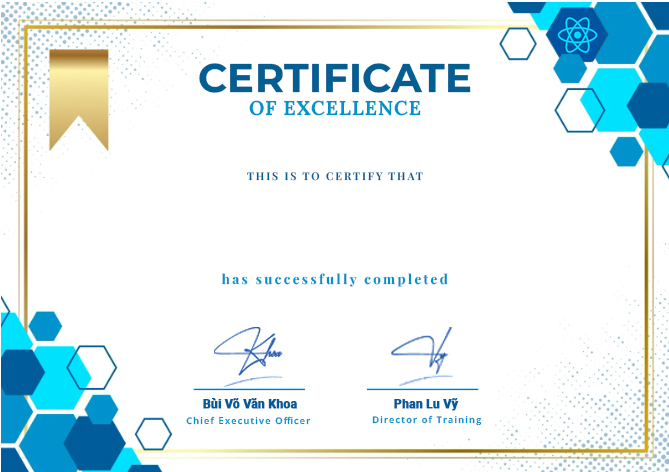 CERTIFICATE
OF EXCELLENCE
THIS IS TO CERTIFY THAT
has successfully completed
Khoa
Vỹ
Bùi Võ Văn Khoa
Phan Lu Vỹ
Chief Executive Officer
Director of Training